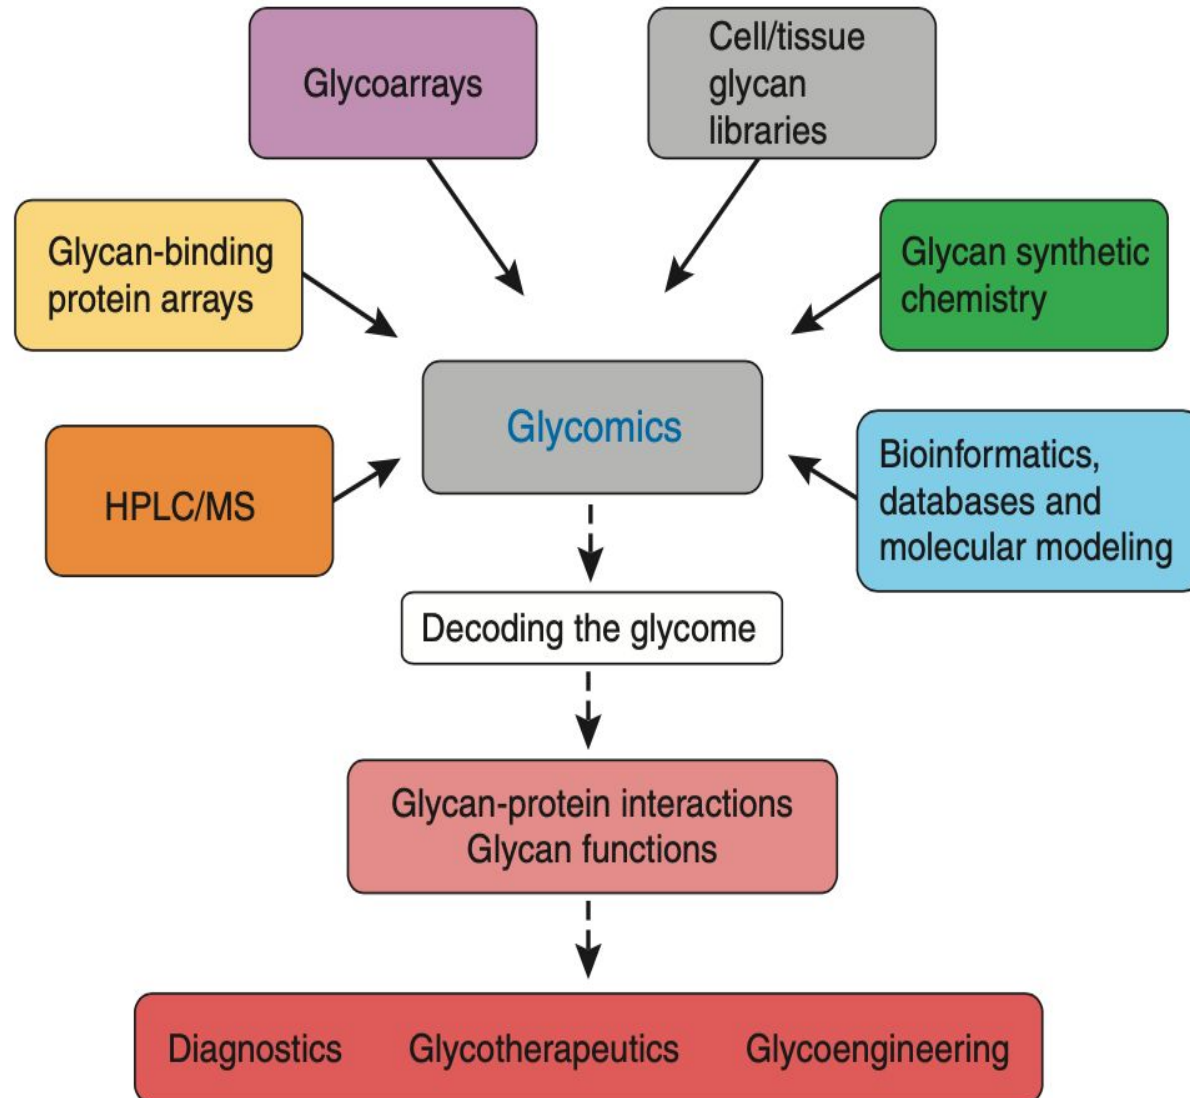 Glycoarrays
Cell/tissue
glycan
libraries
Glycan-binding
protein arrays
Glycan synthetic
chemistry
Glycomics
HPLC/MS
Bioinformatics,
databases and
molecular modeling
Decoding the glycome
Glycan-protein interactions
Glycan functions
Diagnostics Glycotherapeutics Glycoengineering